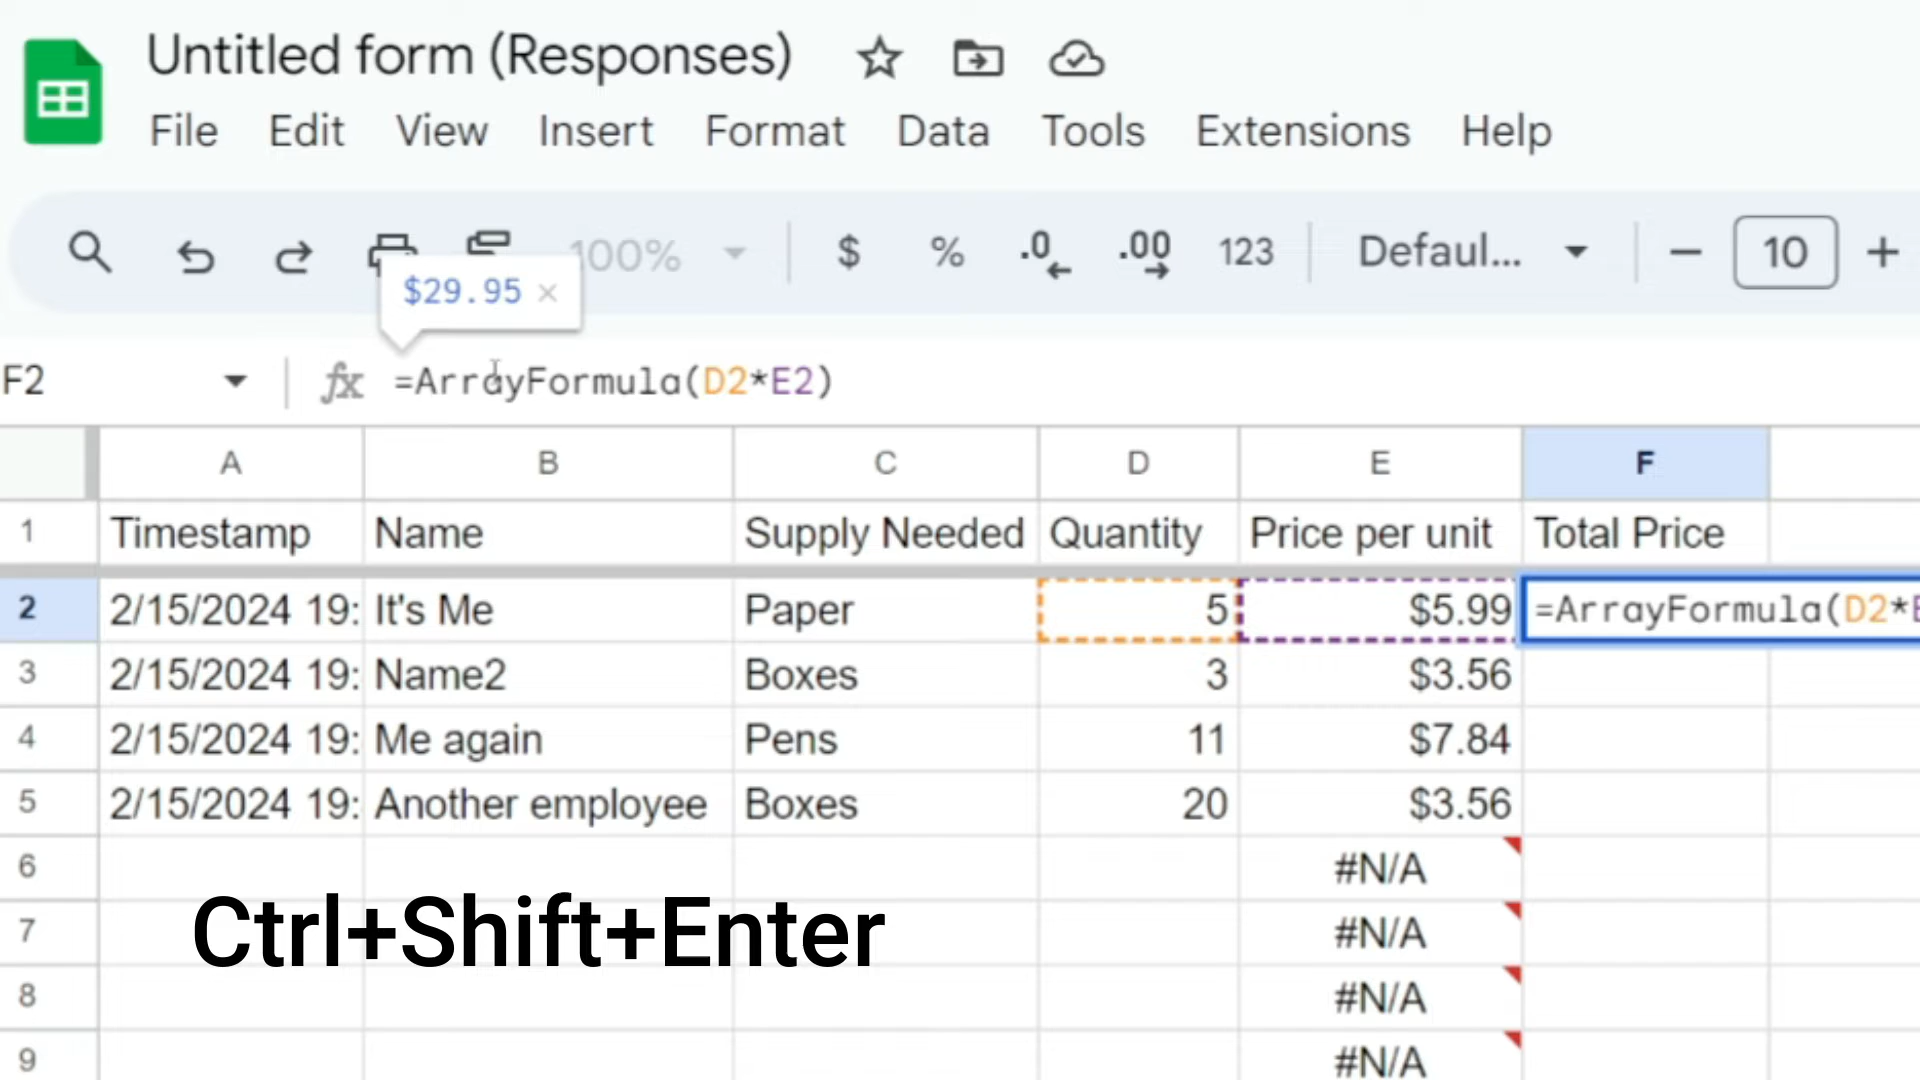 Untitled form (Responses)
File Edit View Insert Format Data Tools Extensions Help
100% $ % .0 .00 123 Defaul... − 10 +
$29.95 ×
F2 fx =ArrayFormula(D2*E2)
A B C D E F
1 Timestamp Name Supply Needed Quantity Price per unit Total Price
2 2/15/2024 19: It's Me Paper 5 $5.99 =ArrayFormula(D2*E
3 2/15/2024 19: Name2 Boxes 3 $3.56
4 2/15/2024 19: Me again Pens 11 $7.84
5 2/15/2024 19: Another employee Boxes 20 $3.56
6 #N/A
Ctrl+Shift+Enter
7 #N/A
8 #N/A
9 #N/A